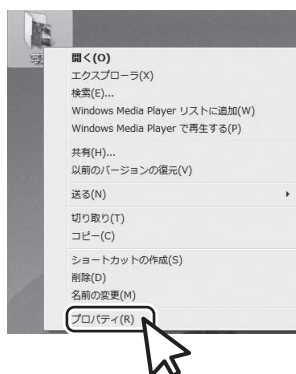 開く(O)
エクスプローラ(X)
検索(E)...
Windows Media Player リストに追加(W)
Windows Media Player で再生する(P)
共有(H)...
以前のバージョンの復元(V)
送る(N)
切り取り(T)
コピー(C)
ショートカットの作成(S)
削除(D)
名前の変更(M)
プロパティ(R)